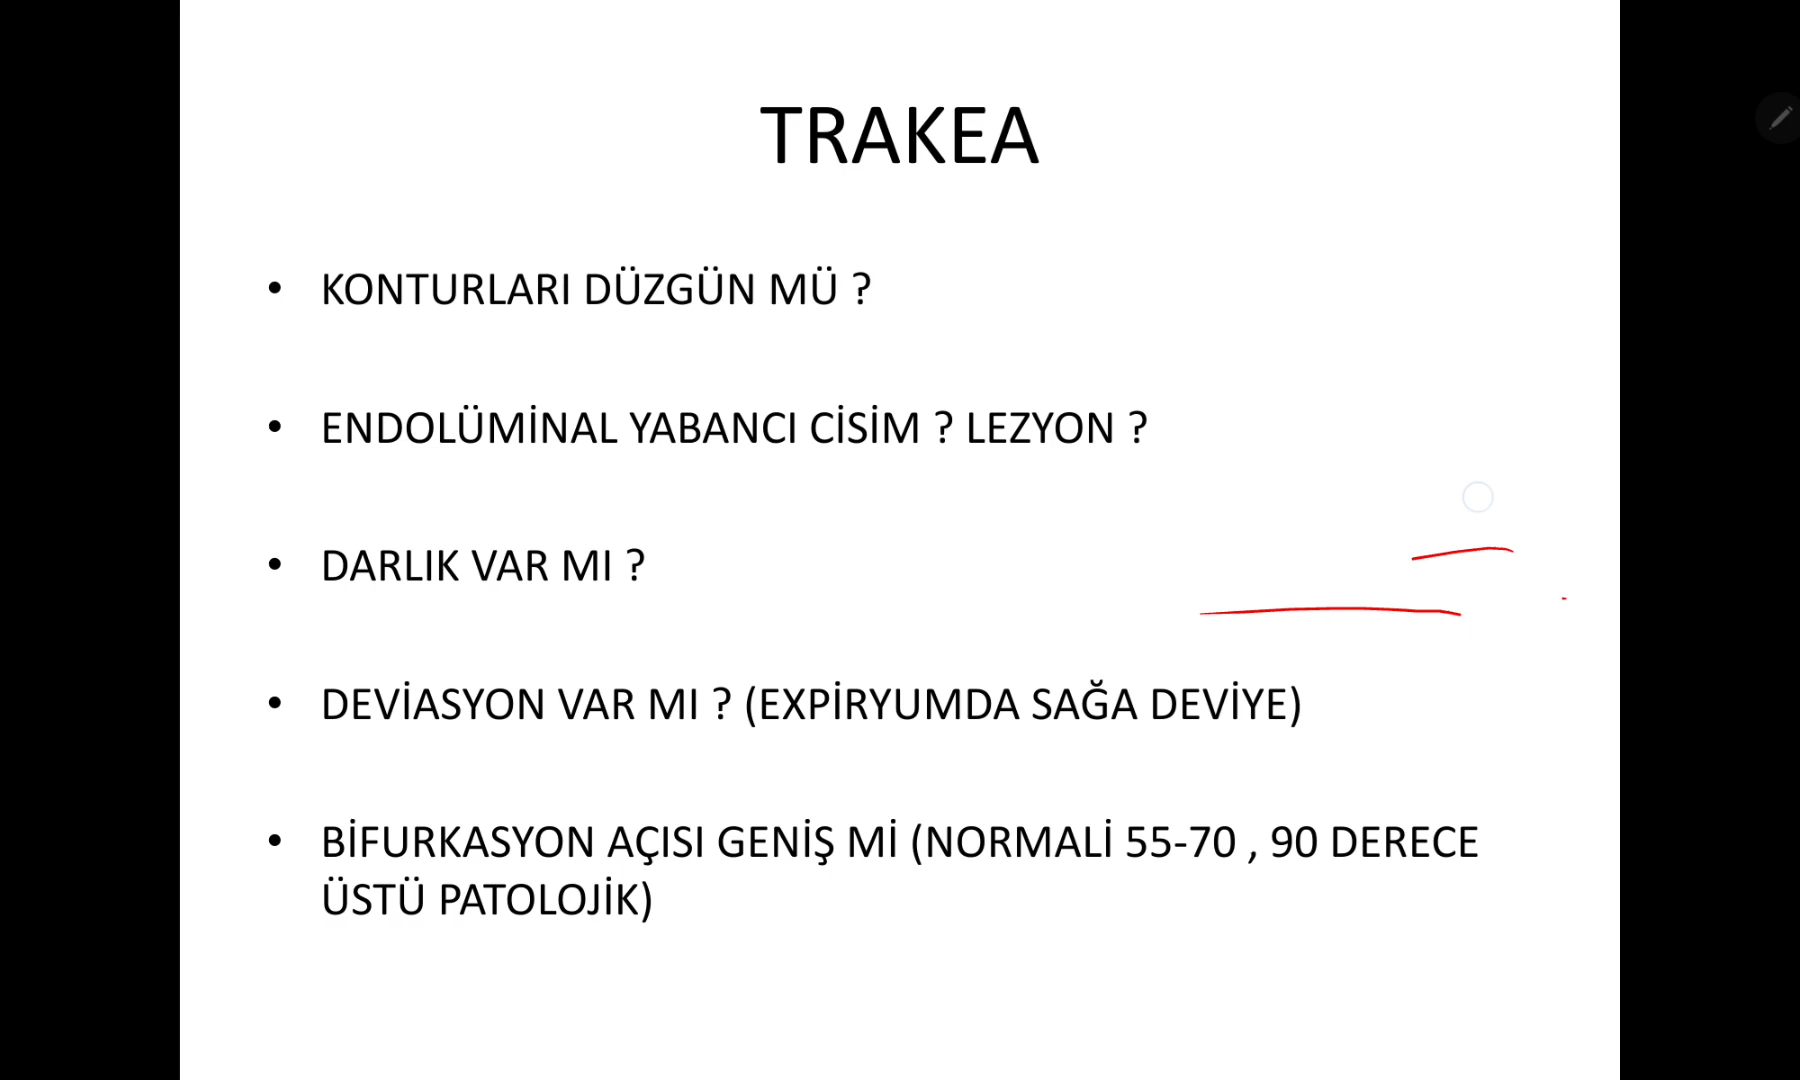 TRAKEA
• KONTURLARI DÜZGÜN MÜ ?
• ENDOLÜMİNAL YABANCI CİSİM ? LEZYON ?
• DARLIK VAR MI ?
• DEVİASYON VAR MI ? (EXPİRYUMDA SAĞA DEVİYE)
• BİFURKASYON AÇISI GENİŞ Mİ (NORMALİ 55-70 , 90 DERECE
ÜSTÜ PATOLOJİK)